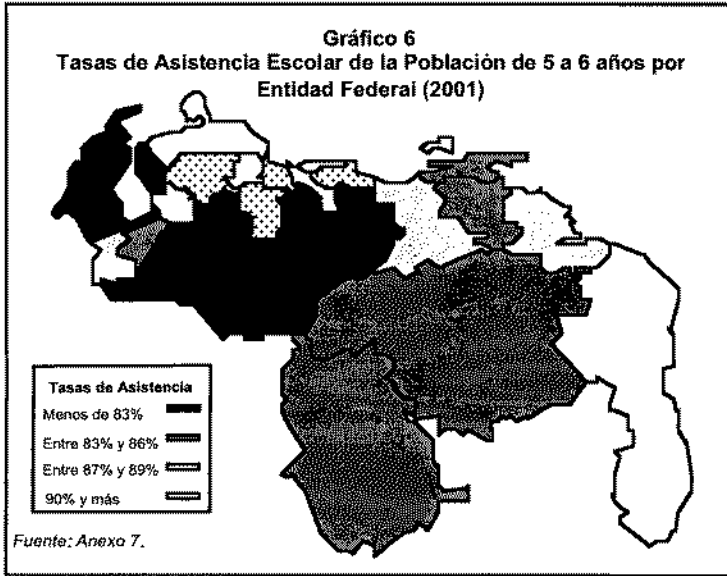 Gráfico 6
Tasas de Asistencia Escolar de la Población de 5 a 6 años por
Entidad Federal (2001)
Tasas de Asistencia
Menos de 83%
Entre 83% y 86%
Entre 87% y 89%
90% y más
Fuente: Anexo 7.